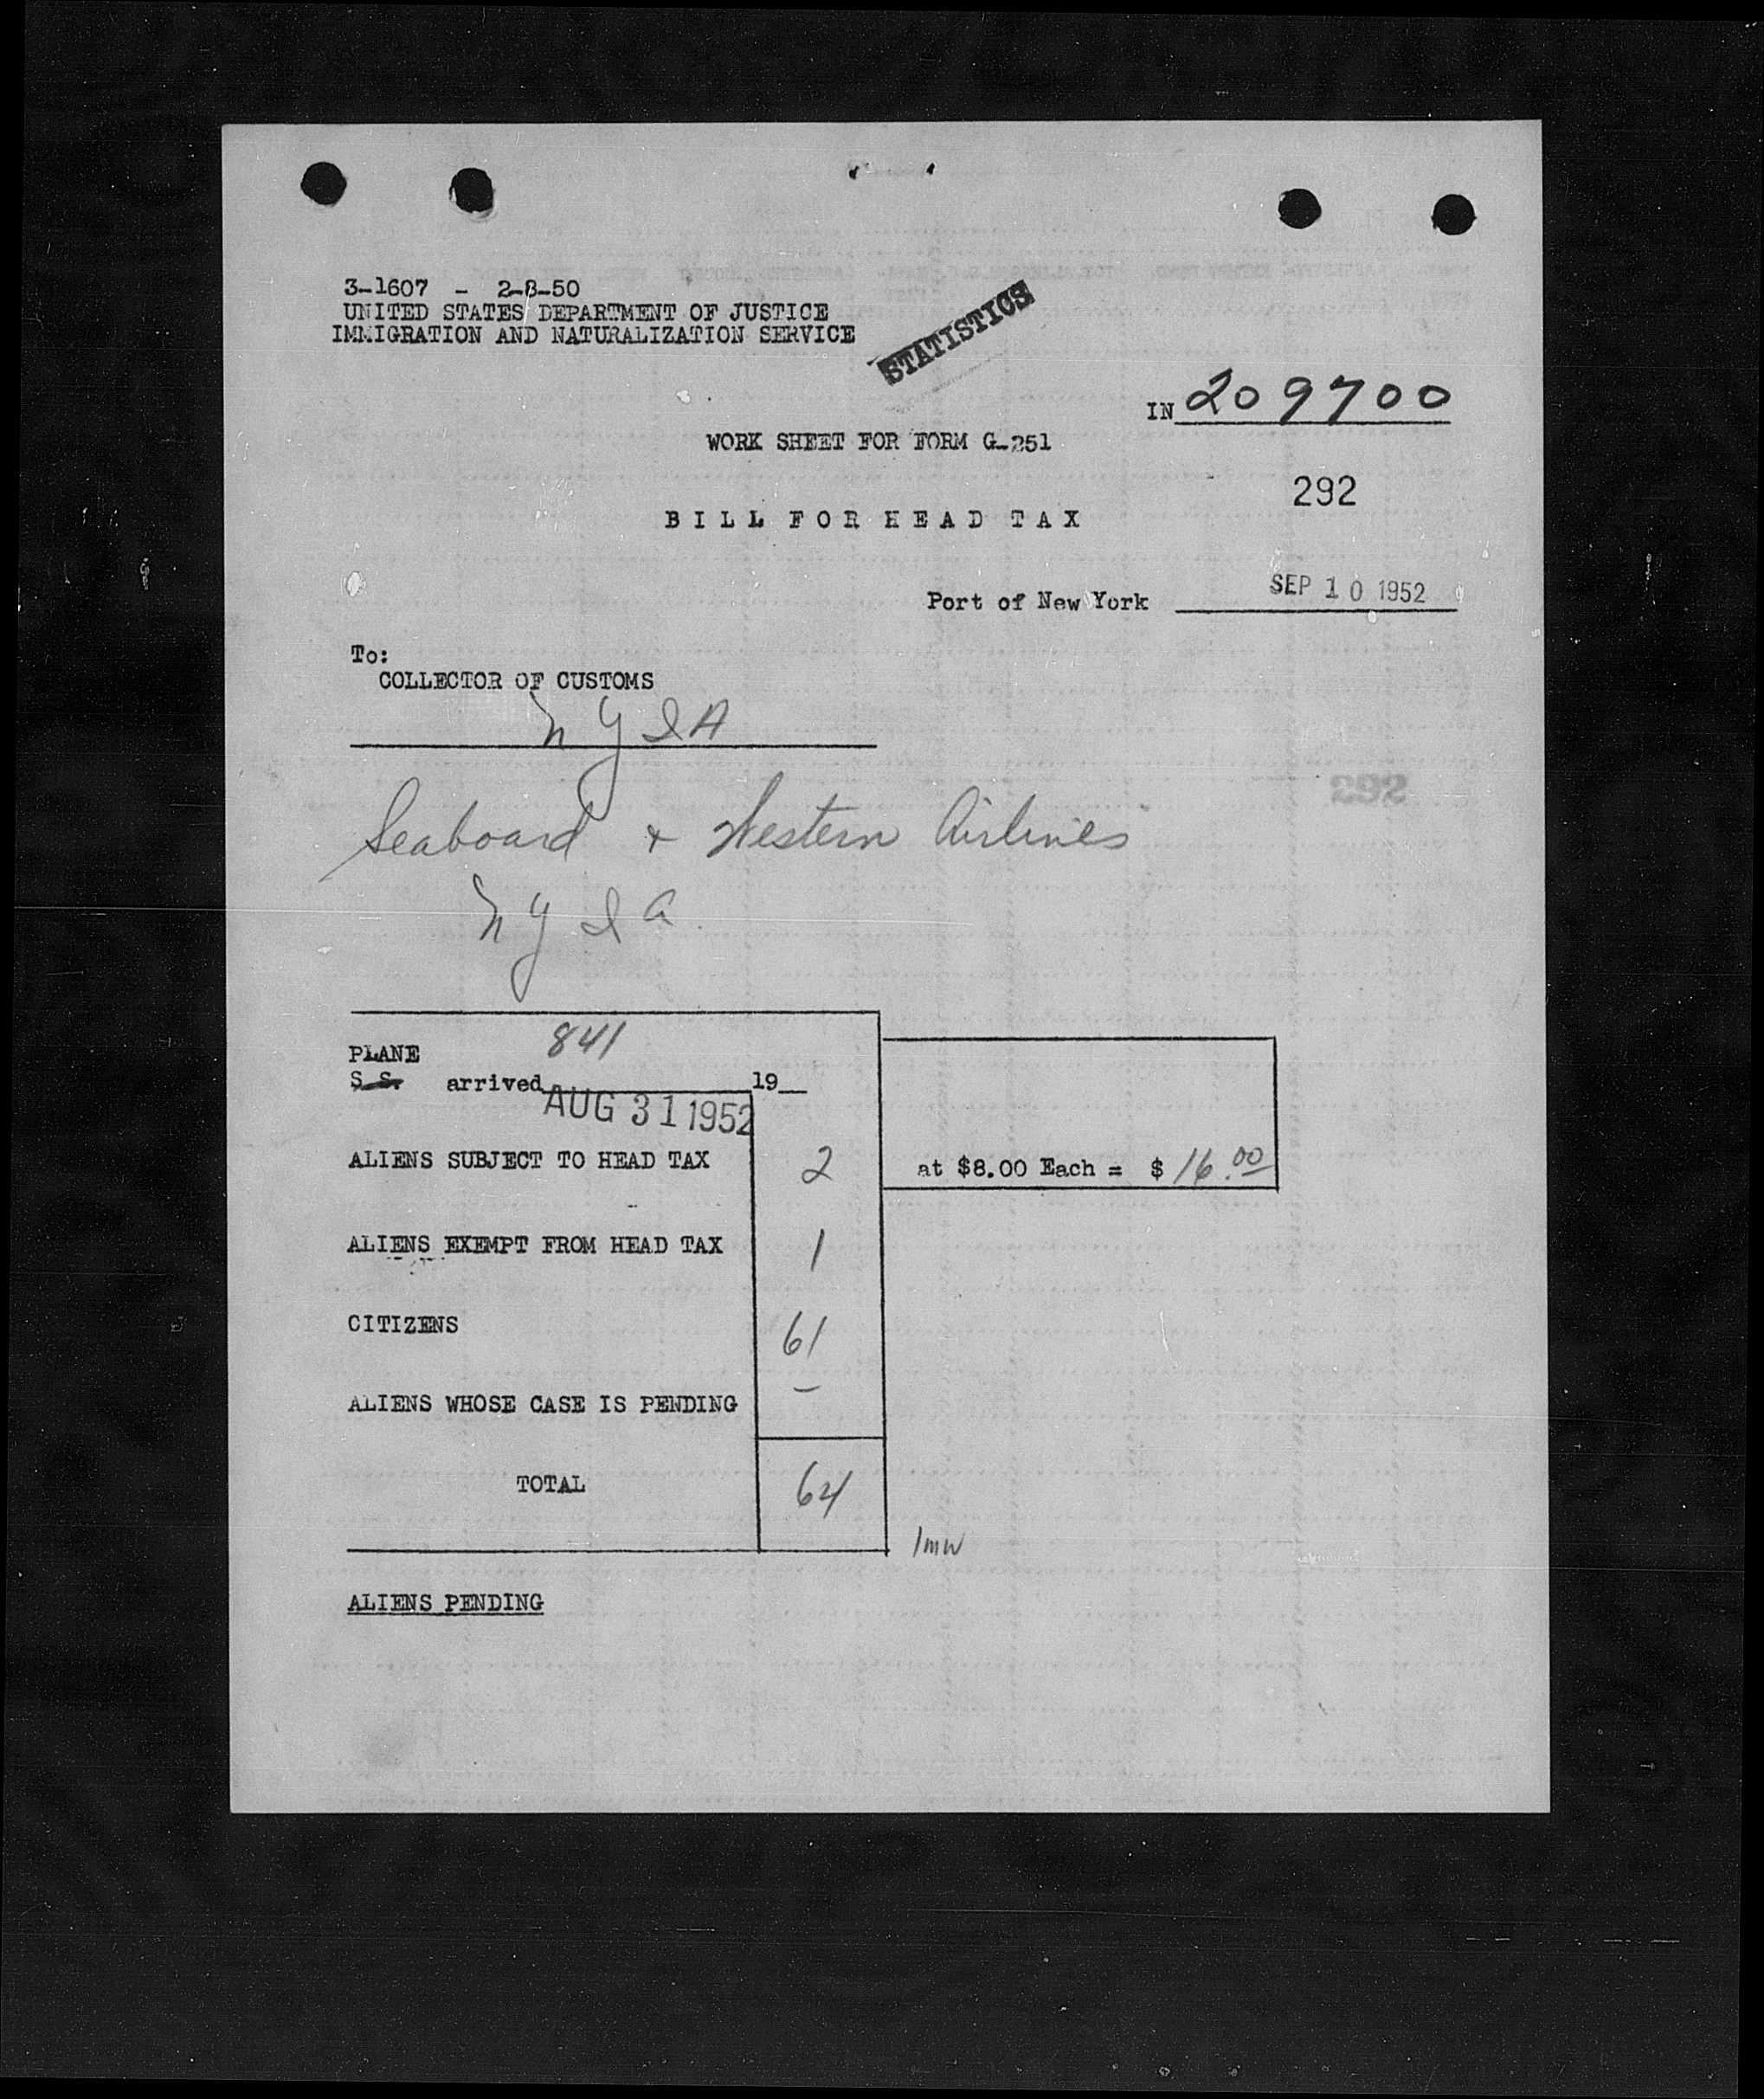 3-1607 - 2-8-50
UNITED STATES DEPARTMENT OF JUSTICE
IMMIGRATION AND NATURALIZATION SERVICE
STATISTICS
IN 209700
WORK SHEET FOR FORM G-251
292
BILL FOR HEAD TAX
Port of New York SEP 10 1952
To:
COLLECTOR OF CUSTOMS
N Y I A
Seaboard & Western Airlines
N Y I A
841
PLANE
S.S. arrived 19
AUG 31 1952
ALIENS SUBJECT TO HEAD TAX 2 at $8.00 Each = $ 16.00
ALIENS EXEMPT FROM HEAD TAX 1
CITIZENS 61
ALIENS WHOSE CASE IS PENDING –
TOTAL 64
ALIENS PENDING